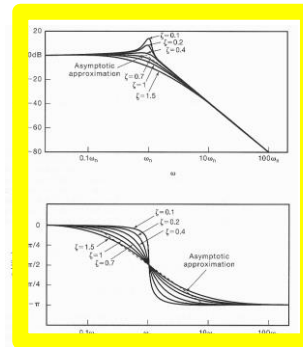 20
ζ=0.1
ζ=0.2
0dB
ζ=0.4
Asymptotic
approximation
ζ=0.7
-20
ζ=1
ζ=1.5
-40
-60
-80
0.1ωₙ
ωₙ
10ωₙ
100ωₙ
ω
0
ζ=0.1
ζ=0.2
π/4
ζ=0.4
ζ=1.5
ζ=1
π/2
ζ=0.7
Asymptotic
approximation
π/4
-π